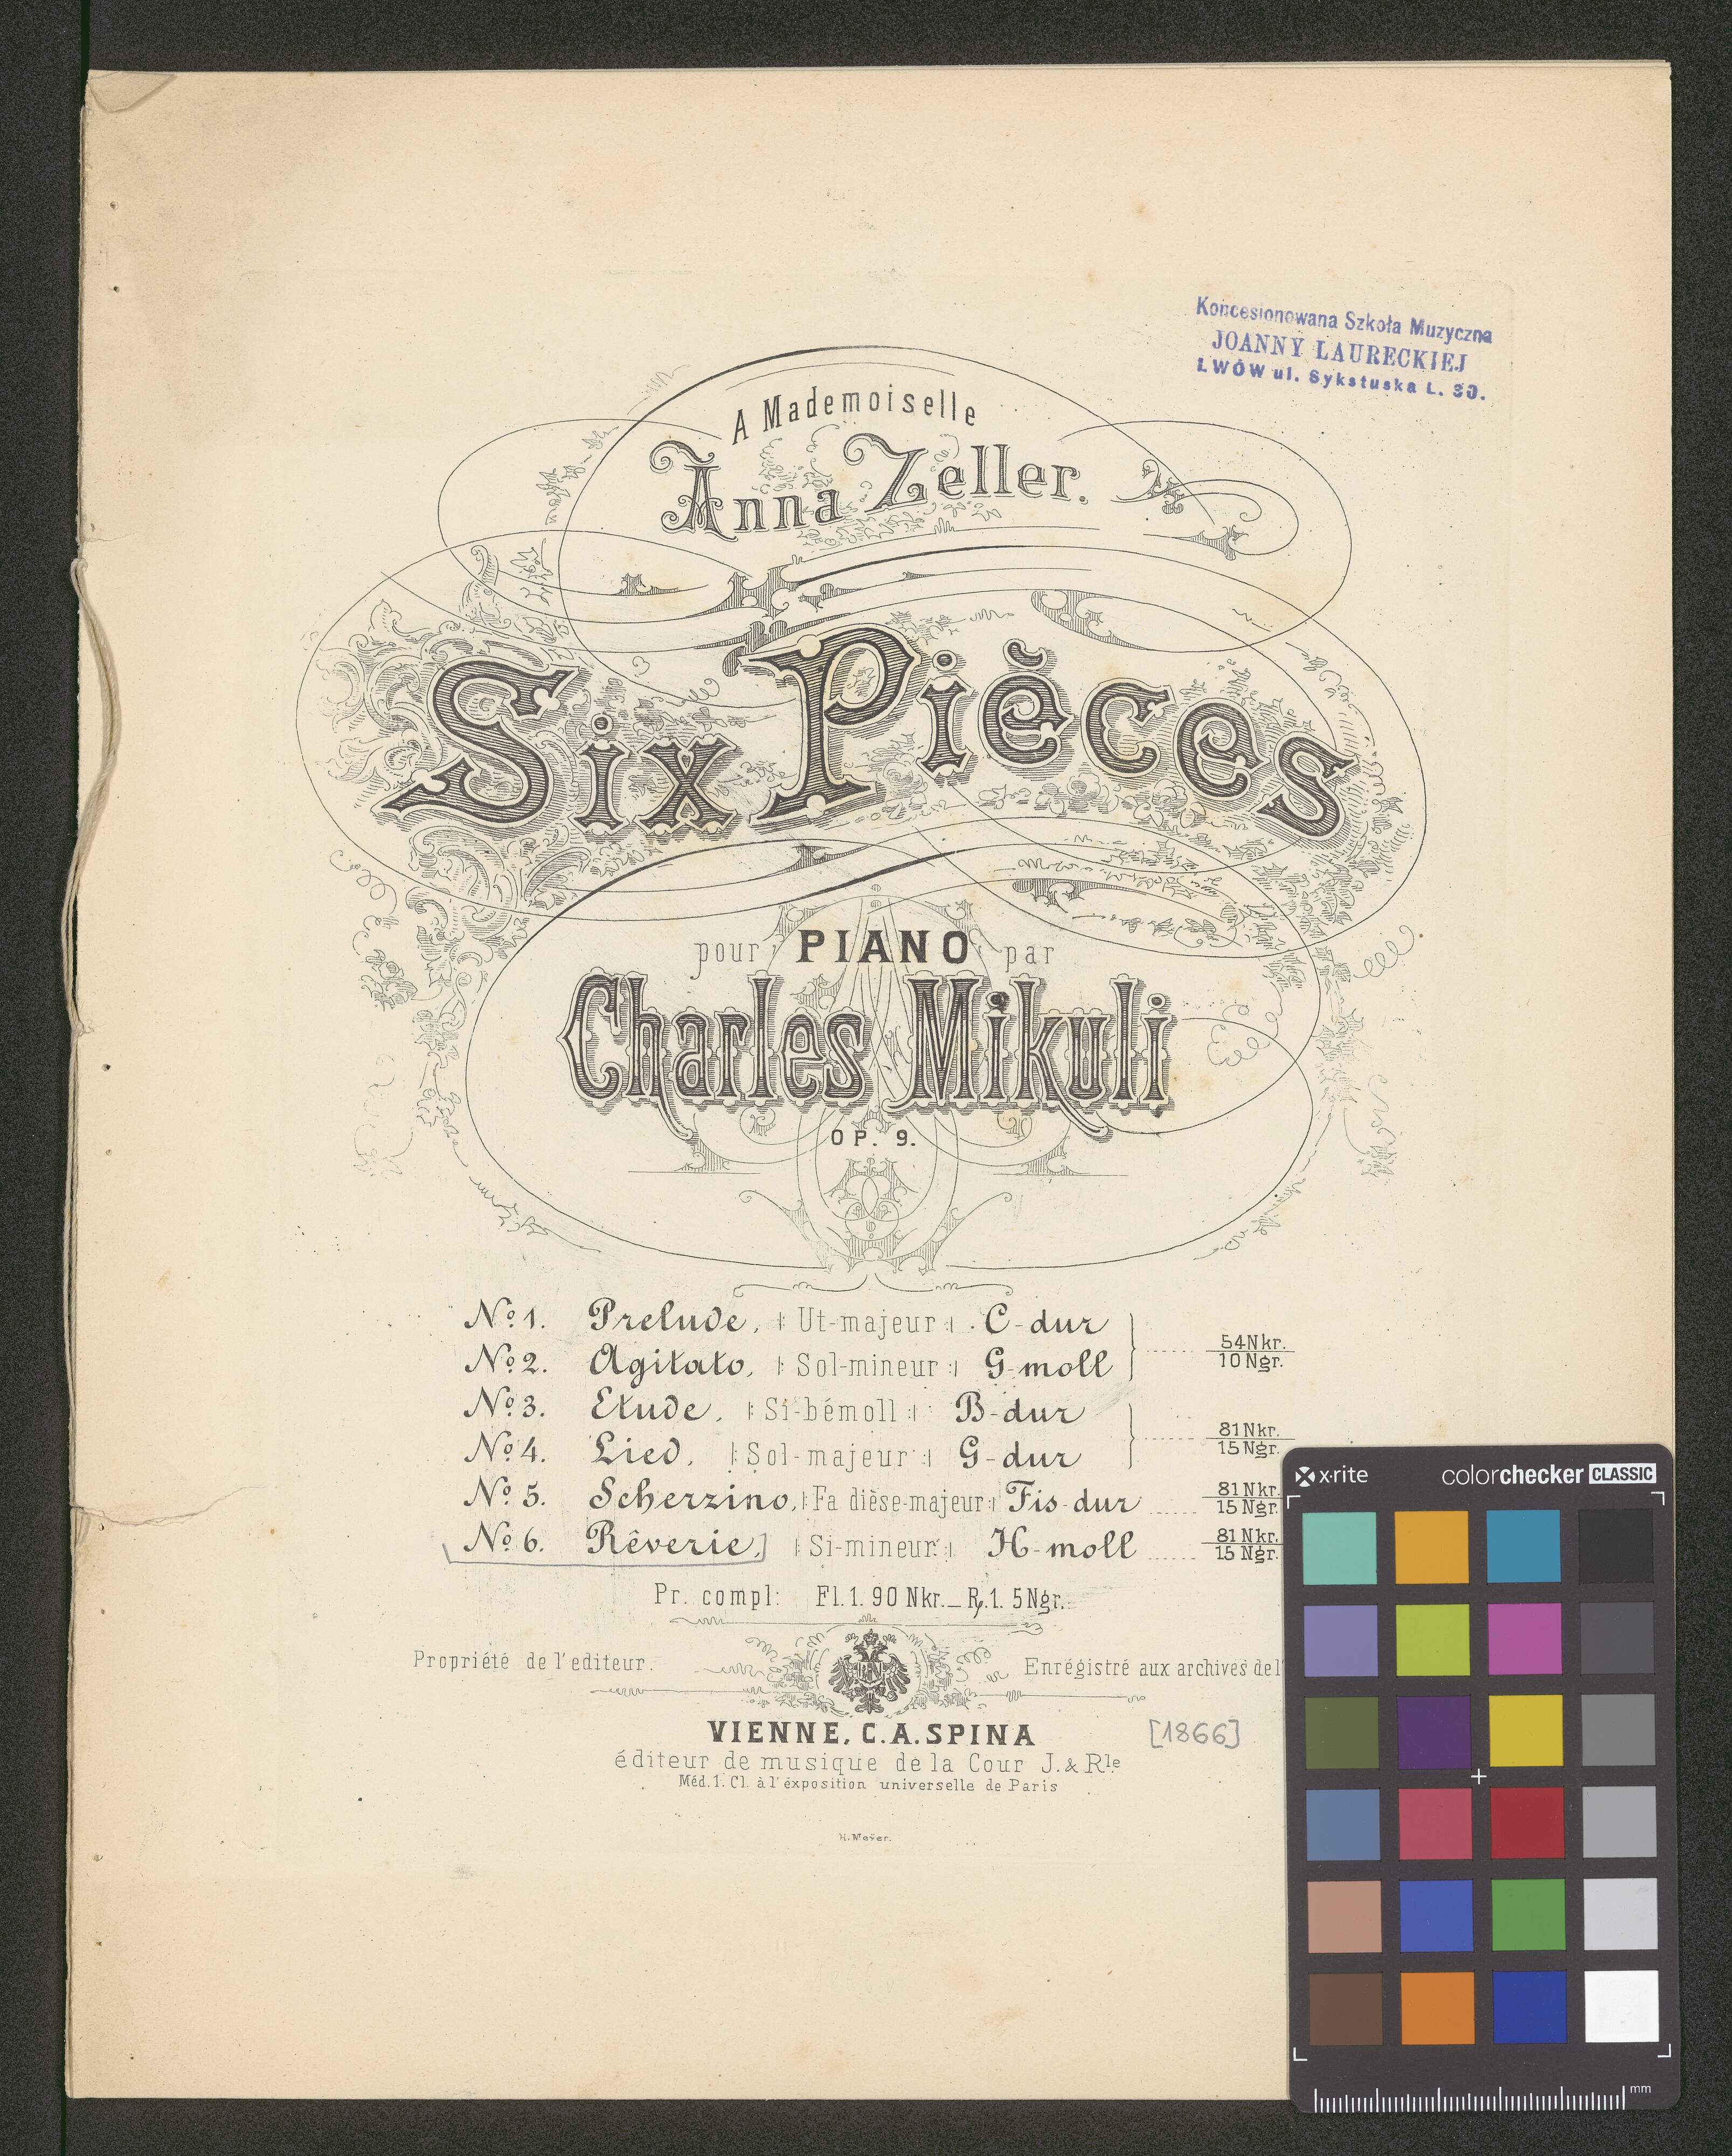 Koncesionowana Szkoła Muzyczna
JOANNY LAURECKIEJ
LWÓW ul. Sykstuska L.
A Mademoiselle
Anna Zeller.
Six Pièces
pour PIANO par
Charles Mikuli
OP. 9.
No 1. Prelude, Ut-majeur C-dur
No 2. Agitato, Sol-mineur G-moll
54 Nkr.
10 Ngr.
No 3. Etude, Si-bémoll B-dur
No 4. Lied, Sol-majeur G-dur
81 Nkr.
15 Ngr.
No 5. Scherzino, Fa dièse-majeur Fis-dur 81 Nkr. 15 Ngr.
No 6. Rêverie, Si-mineur H-moll 81 Nkr. 15 Ngr.
Pr. compl: Fl. 1. 90 Nkr. _ R. 1. 5 Ngr.
Propriété de l'editeur. Enrégistré aux archives de l'
VIENNE, C. A. SPINA [1866]
éditeur de musique de la Cour J. & Rle
Méd. 1. Cl. à l'éxposition universelle de Paris
H. Meyer.
x-rite colorchecker CLASSIC
mm